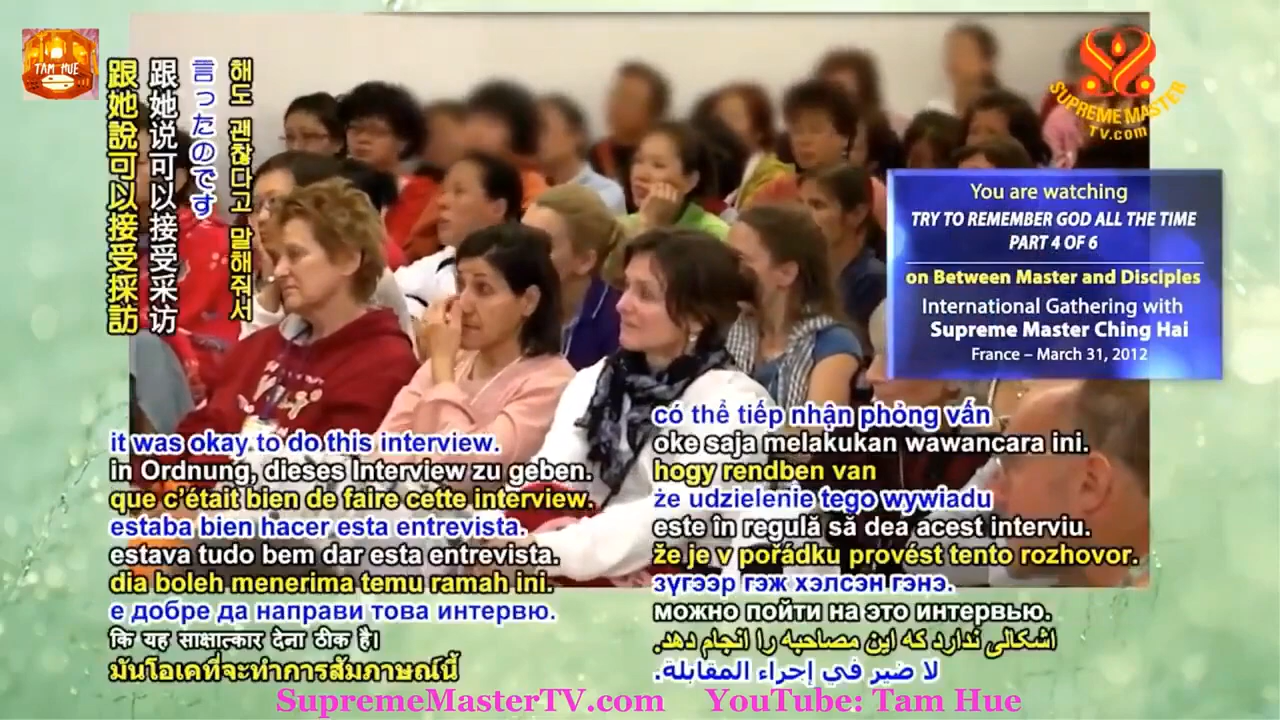 TAM HUE
跟她說可以接受採訪
跟她说可以接受采访
言ったのです
해도 괜찮다고 말해줘서
SUPREME MASTER
TV.com
You are watching
TRY TO REMEMBER GOD ALL THE TIME
PART 4 OF 6
on Between Master and Disciples
International Gathering with
Supreme Master Ching Hai
France – March 31, 2012
it was okay to do this interview.
in Ordnung, dieses Interview zu geben.
que c'était bien de faire cette interview.
estaba bien hacer esta entrevista.
estava tudo bem dar esta entrevista.
dia boleh menerima temu ramah ini.
е добре да направи това интервю.
कि यह साक्षात्कार देना ठीक है।
มันโอเคที่จะทำการสัมภาษณ์นี้
có thể tiếp nhận phỏng vấn
oke saja melakukan wawancara ini.
hogy rendben van
że udzielenie tego wywiadu
este în regulă să dea acest interviu.
že je v pořádku provést tento rozhovor.
зүгээр гэж хэлсэн гэнэ.
можно пойти на это интервью.
اشکالی ندارد که این مصاحبه را انجام دهد.
لا ضير في إجراء المقابلة.
SupremeMasterTV.com YouTube: Tam Hue